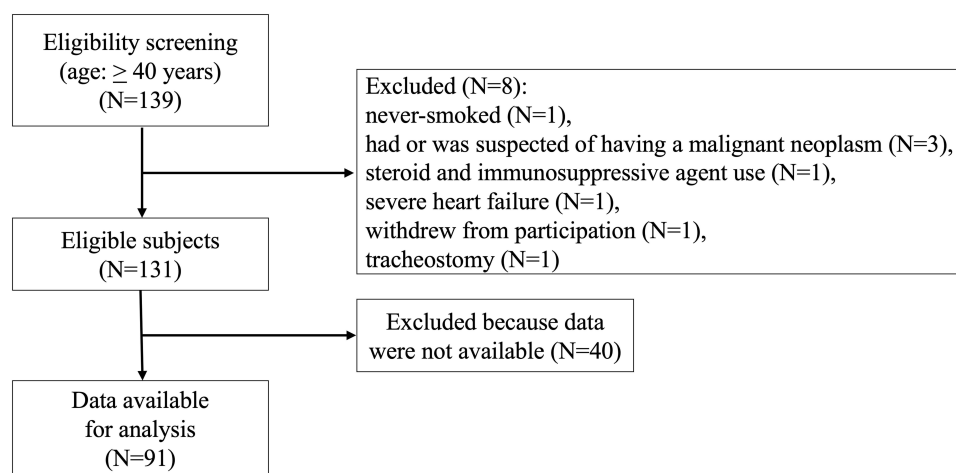 Eligibility screening
(age: ≥ 40 years)
(N=139)
Excluded (N=8):
never-smoked (N=1),
had or was suspected of having a malignant neoplasm (N=3),
steroid and immunosuppressive agent use (N=1),
severe heart failure (N=1),
withdrew from participation (N=1),
tracheostomy (N=1)
Eligible subjects
(N=131)
Excluded because data
were not available (N=40)
Data available
for analysis
(N=91)